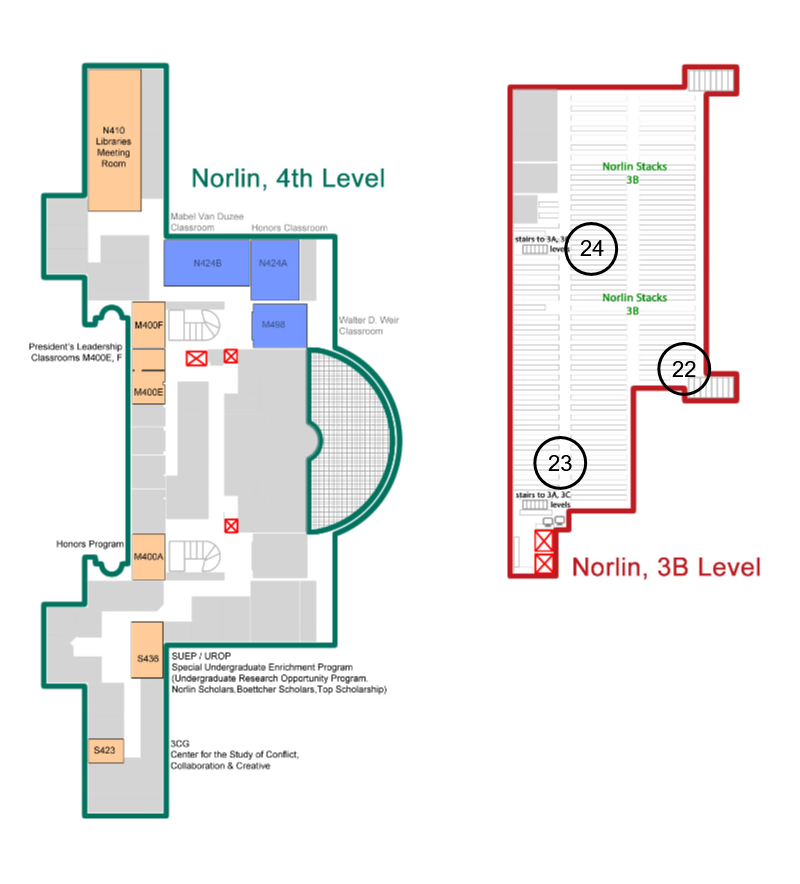 N410
Libraries
Meeting
Room
Norlin, 4th Level
Mabel Van Duzee
Classroom
Honors Classroom
N424B
N424A
M498
Walter D. Weir
Classroom
M400F
President's Leadership
Classrooms M400E, F
M400E
Honors Program
M400A
S436
SUEP / UROP
Special Undergraduate Enrichment Program
(Undergraduate Research Opportunity Program.
Norlin Scholars,Boettcher Scholars,Top Scholarship)
S423
3CG
Center for the Study of Conflict,
Collaboration & Creative
Norlin Stacks
3B
stairs to 3A,
levels
24
Norlin Stacks
3B
22
23
stairs to 3A, 3C
levels
Norlin, 3B Level